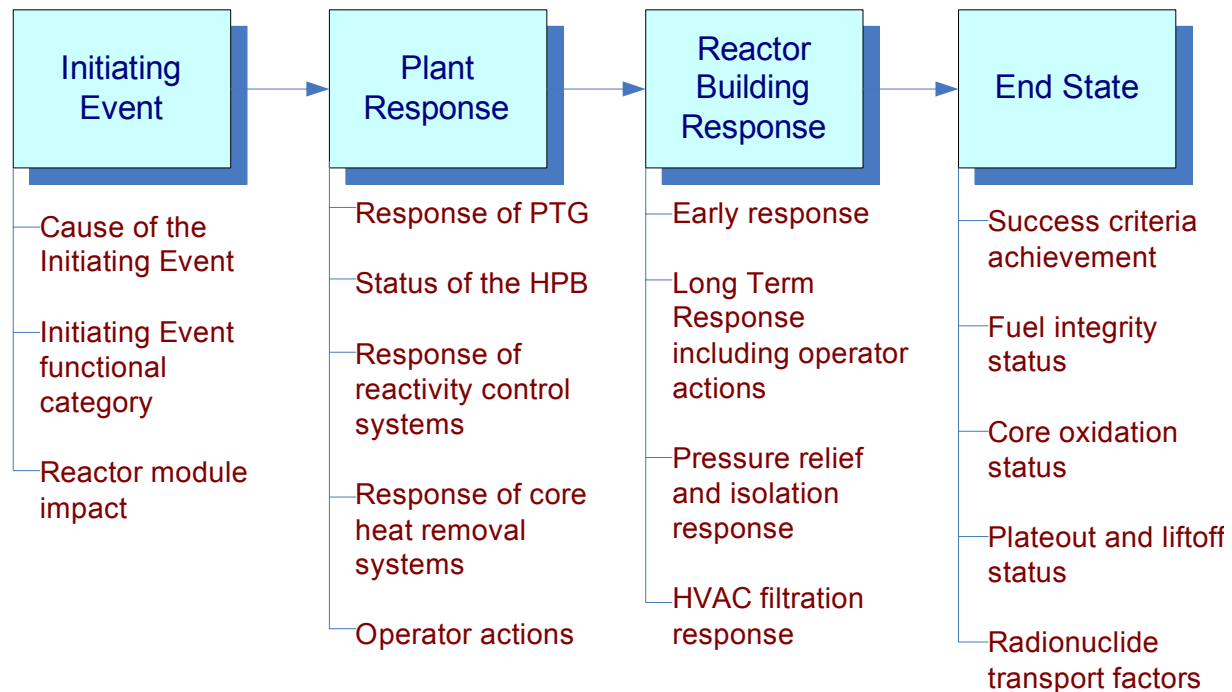 Initiating
Event
Plant
Response
Reactor
Building
Response
End State
Cause of the
Initiating Event
Initiating Event
functional
category
Reactor module
impact
Response of PTG
Status of the HPB
Response of
reactivity control
systems
Response of core
heat removal
systems
Operator actions
Early response
Long Term
Response
including operator
actions
Pressure relief
and isolation
response
HVAC filtration
response
Success criteria
achievement
Fuel integrity
status
Core oxidation
status
Plateout and liftoff
status
Radionuclide
transport factors